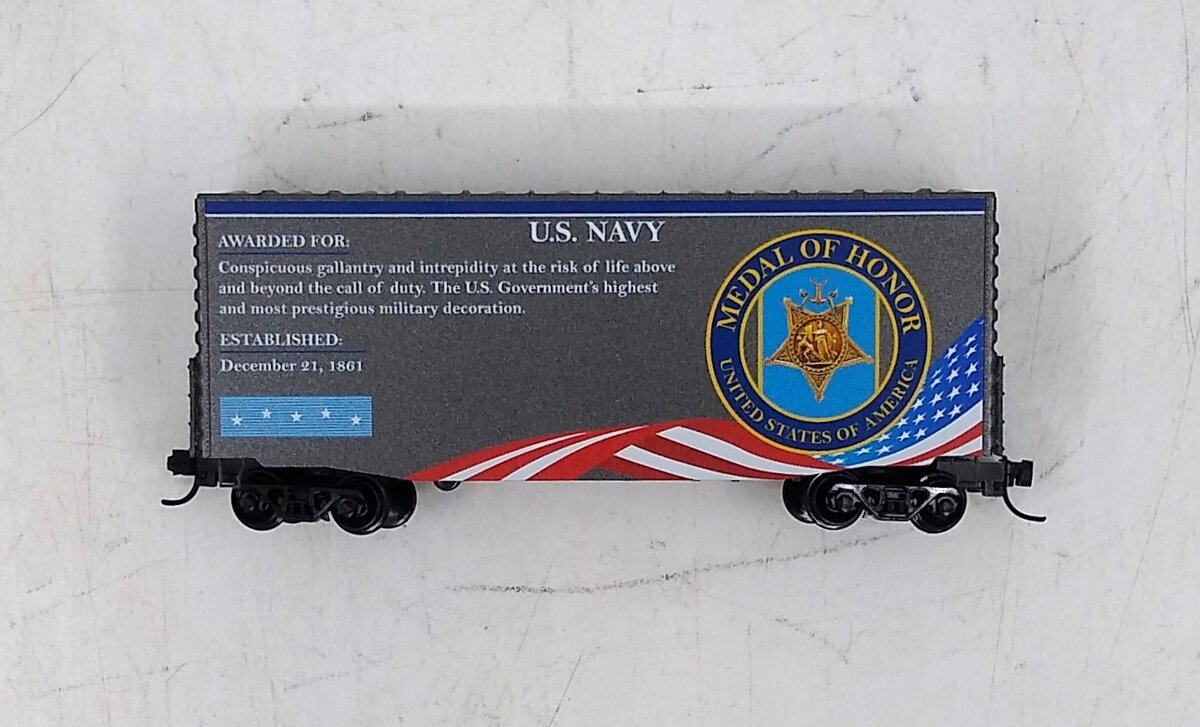 U.S. NAVY
AWARDED FOR:
Conspicuous gallantry and intrepidity at the risk of life above
and beyond the call of duty. The U.S. Government's highest
and most prestigious military decoration.
ESTABLISHED:
December 21, 1861
MEDAL OF HONOR
UNITED STATES OF AMERICA